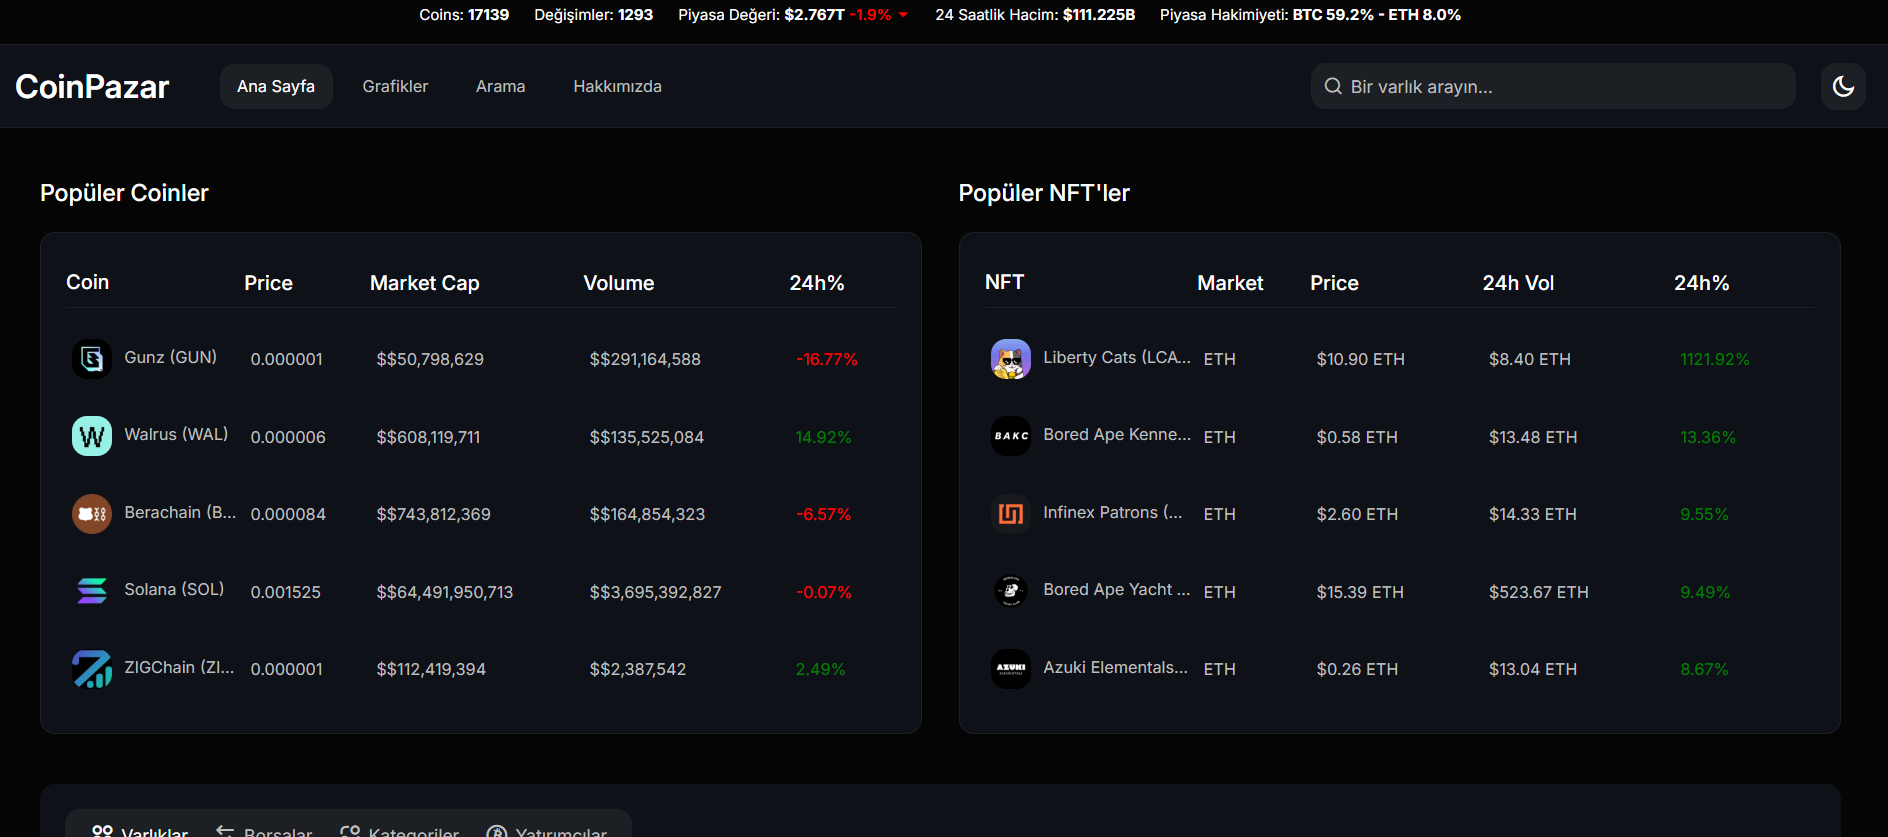 Coins: 17139 Değişimler: 1293 Piyasa Değeri: $2.767T -1.9% 24 Saatlik Hacim: $111.225B Piyasa Hakimiyeti: BTC 59.2% - ETH 8.0%
CoinPazar Ana Sayfa Grafikler Arama Hakkımızda Bir varlık arayın...
Popüler Coinler
Coin Price Market Cap Volume 24h%
Gunz (GUN) 0.000001 $$50,798,629 $$291,164,588 -16.77%
Walrus (WAL) 0.000006 $$608,119,711 $$135,525,084 14.92%
Berachain (B... 0.000084 $$743,812,369 $$164,854,323 -6.57%
Solana (SOL) 0.001525 $$64,491,950,713 $$3,695,392,827 -0.07%
ZIGChain (ZI... 0.000001 $$112,419,394 $$2,387,542 2.49%
Popüler NFT'ler
NFT Market Price 24h Vol 24h%
Liberty Cats (LCA... ETH $10.90 ETH $8.40 ETH 1121.92%
BAKC Bored Ape Kenne... ETH $0.58 ETH $13.48 ETH 13.36%
Infinex Patrons (... ETH $2.60 ETH $14.33 ETH 9.55%
Bored Ape Yacht ... ETH $15.39 ETH $523.67 ETH 9.49%
AZUKI ELEMENTALS Azuki Elementals... ETH $0.26 ETH $13.04 ETH 8.67%
Varlıklar Borsalar Kategoriler Yatırımcılar